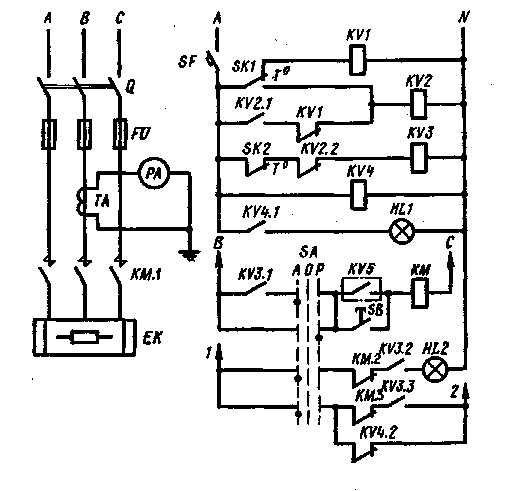 A B C A N
SF
KV1
SK1 T°
Q
KV2
KV2.1 KV1
FU
KV3
SK2 T° KV2.2
PA
TA
KV4
KV4.1 HL1
B SA C
KV3.1 A O P KV5 KM
KM.1
SB
1
KM.2 KV3.2 HL2
EK
KM.3 KV3.3 2
KV4.2